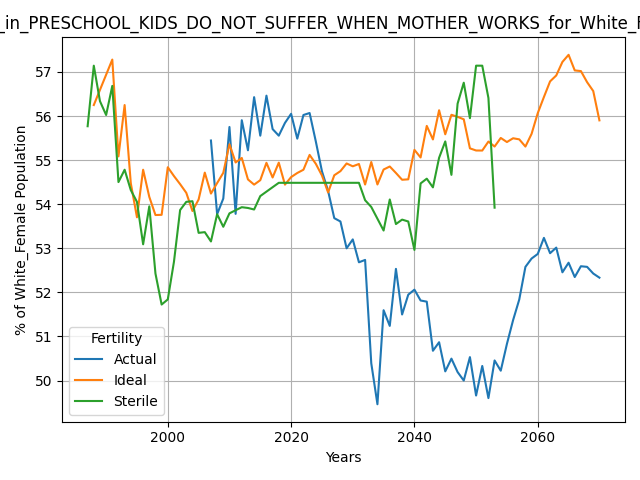 _in_PRESCHOOL_KIDS_DO_NOT_SUFFER_WHEN_MOTHER_WORKS_for_White_
57
56
55
54
53
52
51
50
% of White_Female Population
Fertility
Actual
Ideal
Sterile
2000
2020
2040
2060
Years